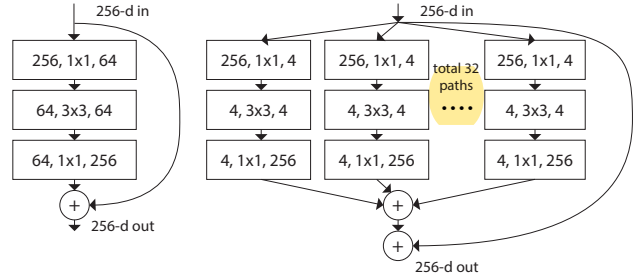 256-d in
256, 1x1, 64
64, 3x3, 64
64, 1x1, 256
+
256-d out
256-d in
256, 1x1, 4
256, 1x1, 4
total 32
paths
....
256, 1x1, 4
4, 3x3, 4
4, 3x3, 4
4, 3x3, 4
4, 1x1, 256
4, 1x1, 256
4, 1x1, 256
+
+
256-d out